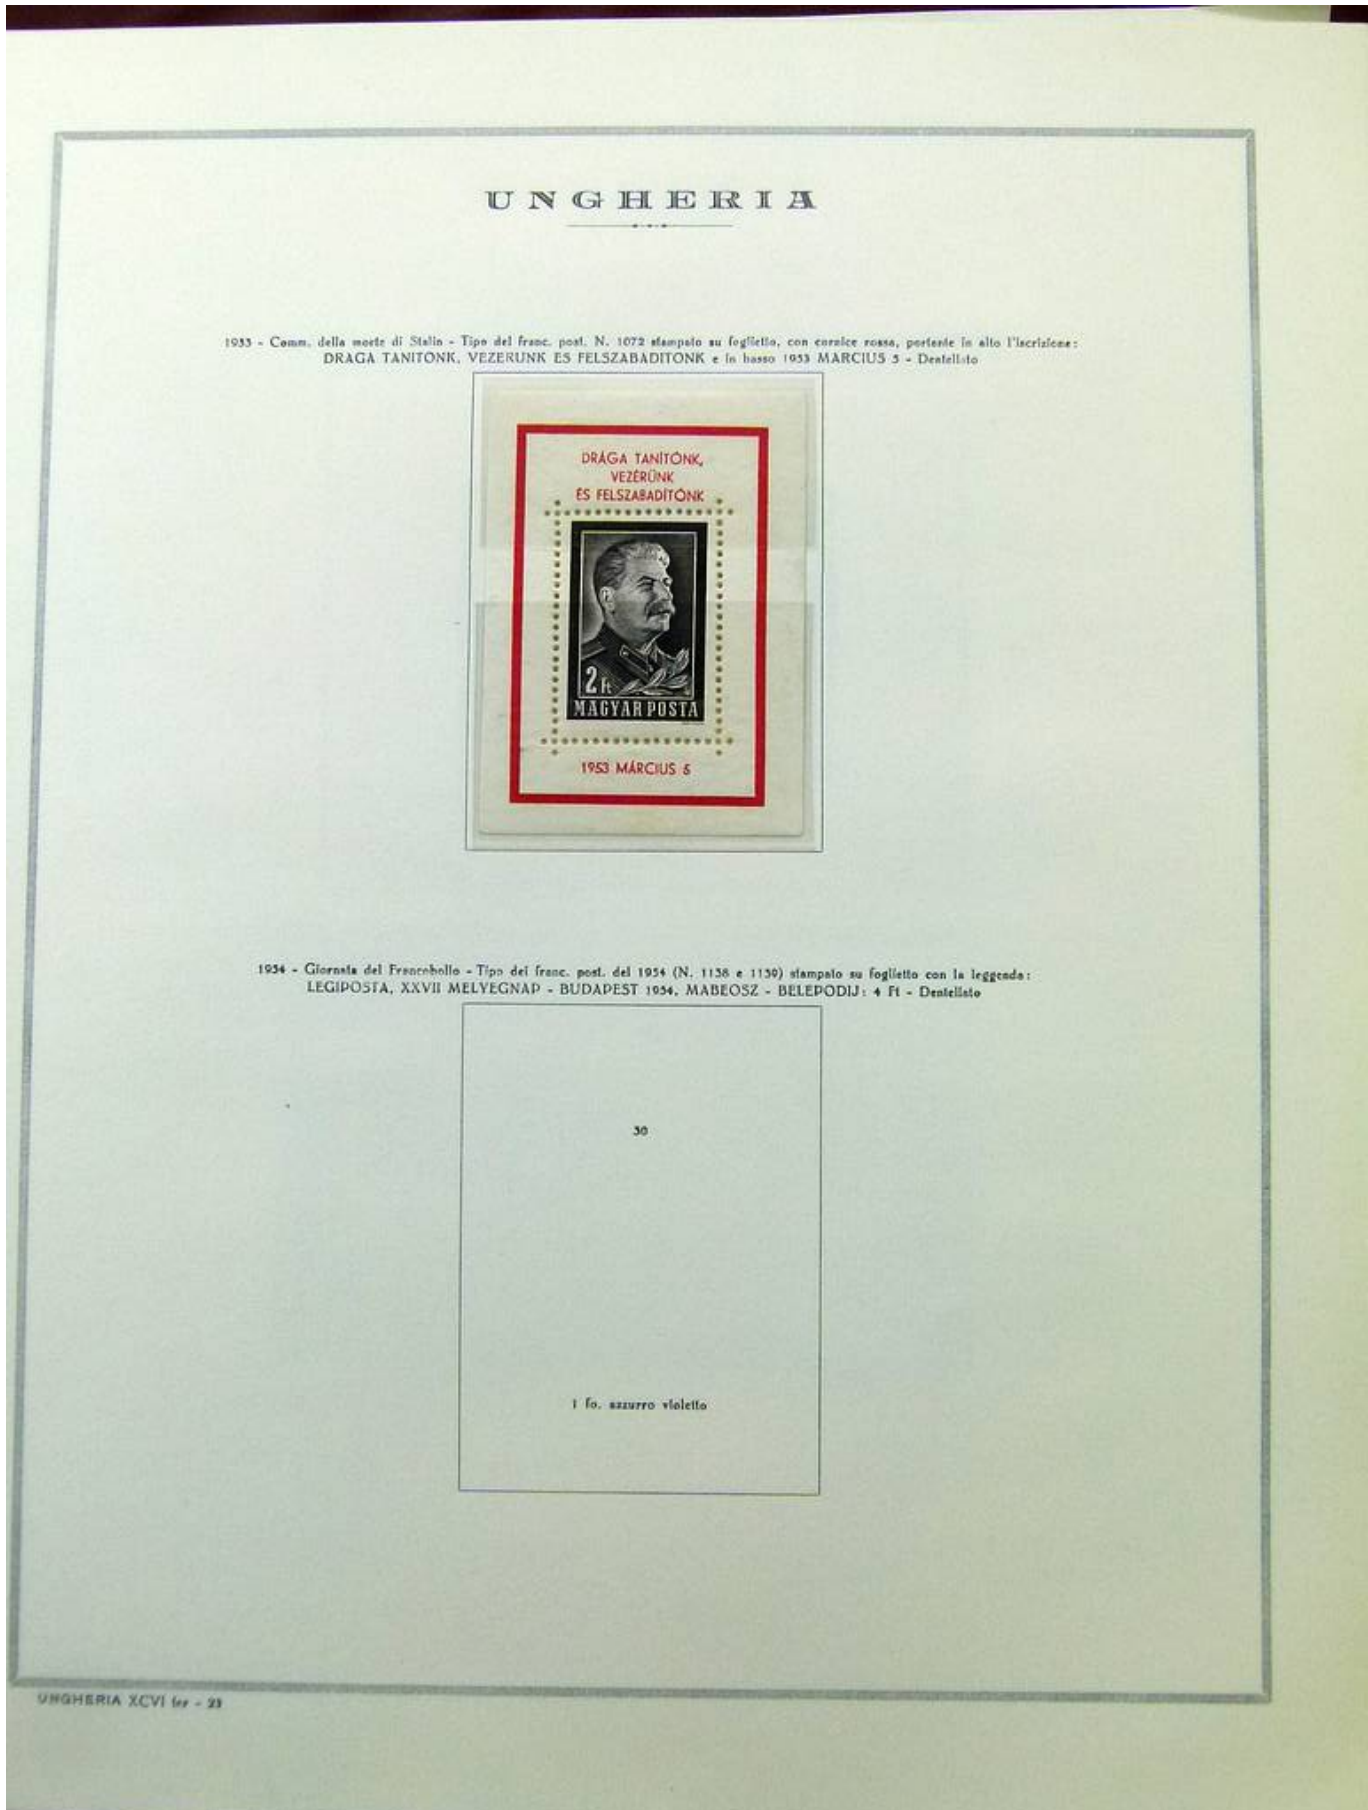 UNGHERIA
1953 - Comm. della morte di Stalin - Tipo del franc. post. N. 1072 stampato su foglietto, con cornice rossa, portante in alto l'iscrizione:
DRAGA TANITONK, VEZERUNK ES FELSZABADITONK e in basso 1953 MARCIUS 5 - Dentellato
DRÁGA TANÍTÓNK,
VEZÉRÜNK
ÉS FELSZABADÍTÓNK
2 Ft
MAGYAR POSTA
1953 MÁRCIUS 5
1954 - Giornata del Francobollo - Tipo dei franc. post. del 1954 (N. 1138 e 1139) stampato su foglietto con la leggenda:
LEGIPOSTA, XXVII MELYEGNAP - BUDAPEST 1954, MABEOSZ - BELEPODIJ: 4 Ft - Dentellato
30
1 fo. azzurro violetto
UNGHERIA XCVI ter - 23